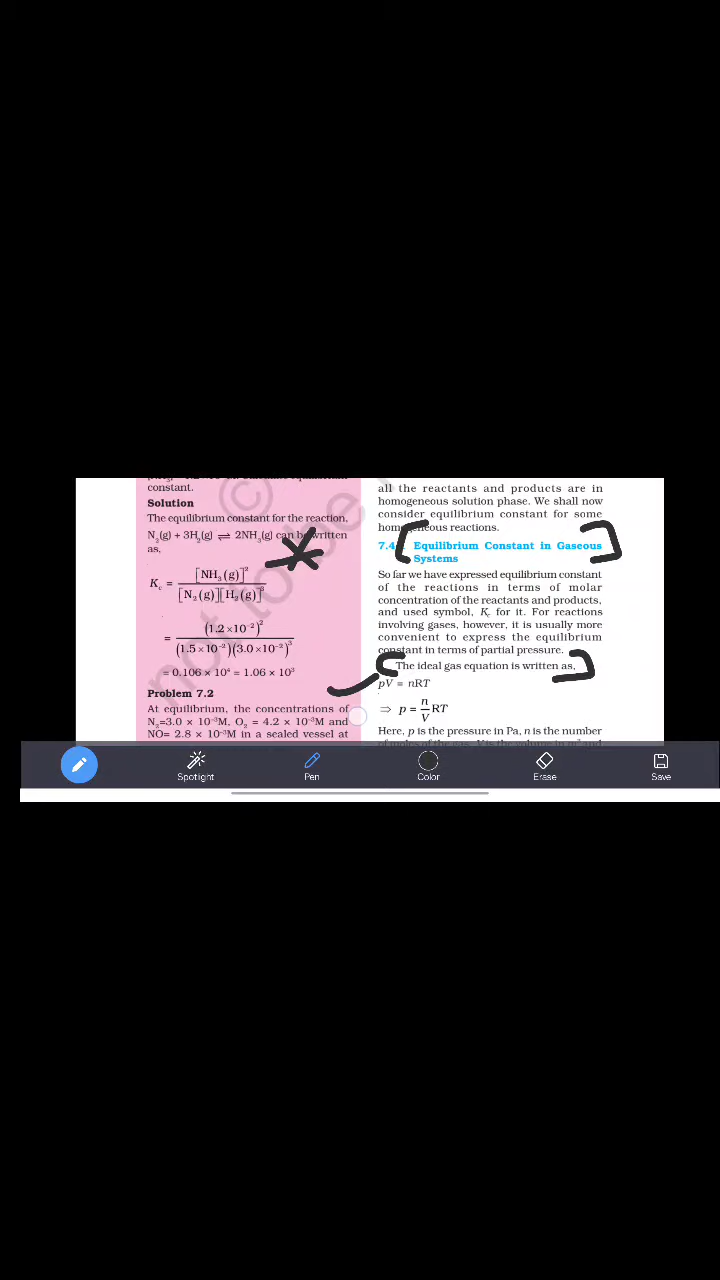 constant.
Solution
The equilibrium constant for the reaction,
N₂(g) + 3H₂(g) ⇌ 2NH₃(g) can be written
as,
K_c = [NH₃(g)]² / [N₂(g)][H₂(g)]³
= (1.2 ×10⁻²)² / (1.5 ×10⁻²)(3.0 ×10⁻²)³
= 0.106 × 10⁴ = 1.06 × 10³
Problem 7.2
At equilibrium, the concentrations of
N₂=3.0 × 10⁻³M, O₂ = 4.2 × 10⁻³M and
NO= 2.8 × 10⁻³M in a sealed vessel at
all the reactants and products are in
homogeneous solution phase. We shall now
consider equilibrium constant for some
homogeneous reactions.
7.4 Equilibrium Constant in Gaseous
Systems
So far we have expressed equilibrium constant
of the reactions in terms of molar
concentration of the reactants and products,
and used symbol, K_c for it. For reactions
involving gases, however, it is usually more
convenient to express the equilibrium
constant in terms of partial pressure.
The ideal gas equation is written as,
pV = nRT
⇒ p = n/V RT
Here, p is the pressure in Pa, n is the number
© not to be
Spotlight
Pen
Color
Erase
Save